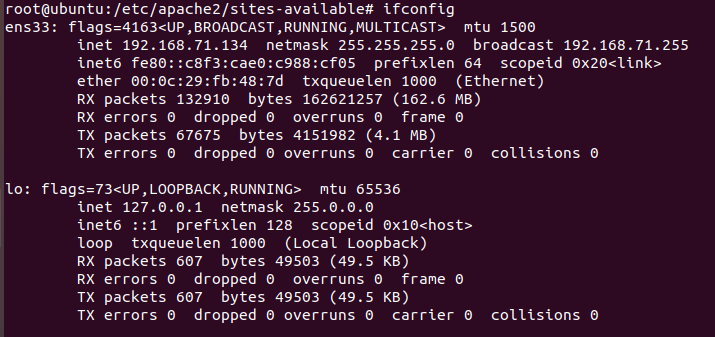 root@ubuntu:/etc/apache2/sites-available# ifconfig
ens33: flags=4163<UP,BROADCAST,RUNNING,MULTICAST>  mtu 1500
        inet 192.168.71.134  netmask 255.255.255.0  broadcast 192.168.71.255
        inet6 fe80::c8f3:cae0:c988:cf05  prefixlen 64  scopeid 0x20<link>
        ether 00:0c:29:fb:48:7d  txqueuelen 1000  (Ethernet)
        RX packets 132910  bytes 162621257 (162.6 MB)
        RX errors 0  dropped 0  overruns 0  frame 0
        TX packets 67675  bytes 4151982 (4.1 MB)
        TX errors 0  dropped 0 overruns 0  carrier 0  collisions 0

lo: flags=73<UP,LOOPBACK,RUNNING>  mtu 65536
        inet 127.0.0.1  netmask 255.0.0.0
        inet6 ::1  prefixlen 128  scopeid 0x10<host>
        loop  txqueuelen 1000  (Local Loopback)
        RX packets 607  bytes 49503 (49.5 KB)
        RX errors 0  dropped 0  overruns 0  frame 0
        TX packets 607  bytes 49503 (49.5 KB)
        TX errors 0  dropped 0 overruns 0  carrier 0  collisions 0